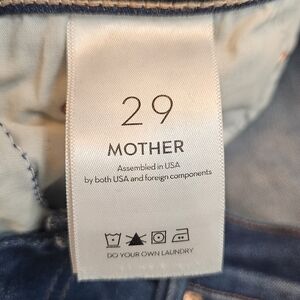 29
MOTHER
Assembled in USA
by both USA and foreign components
DO YOUR OWN LAUNDRY